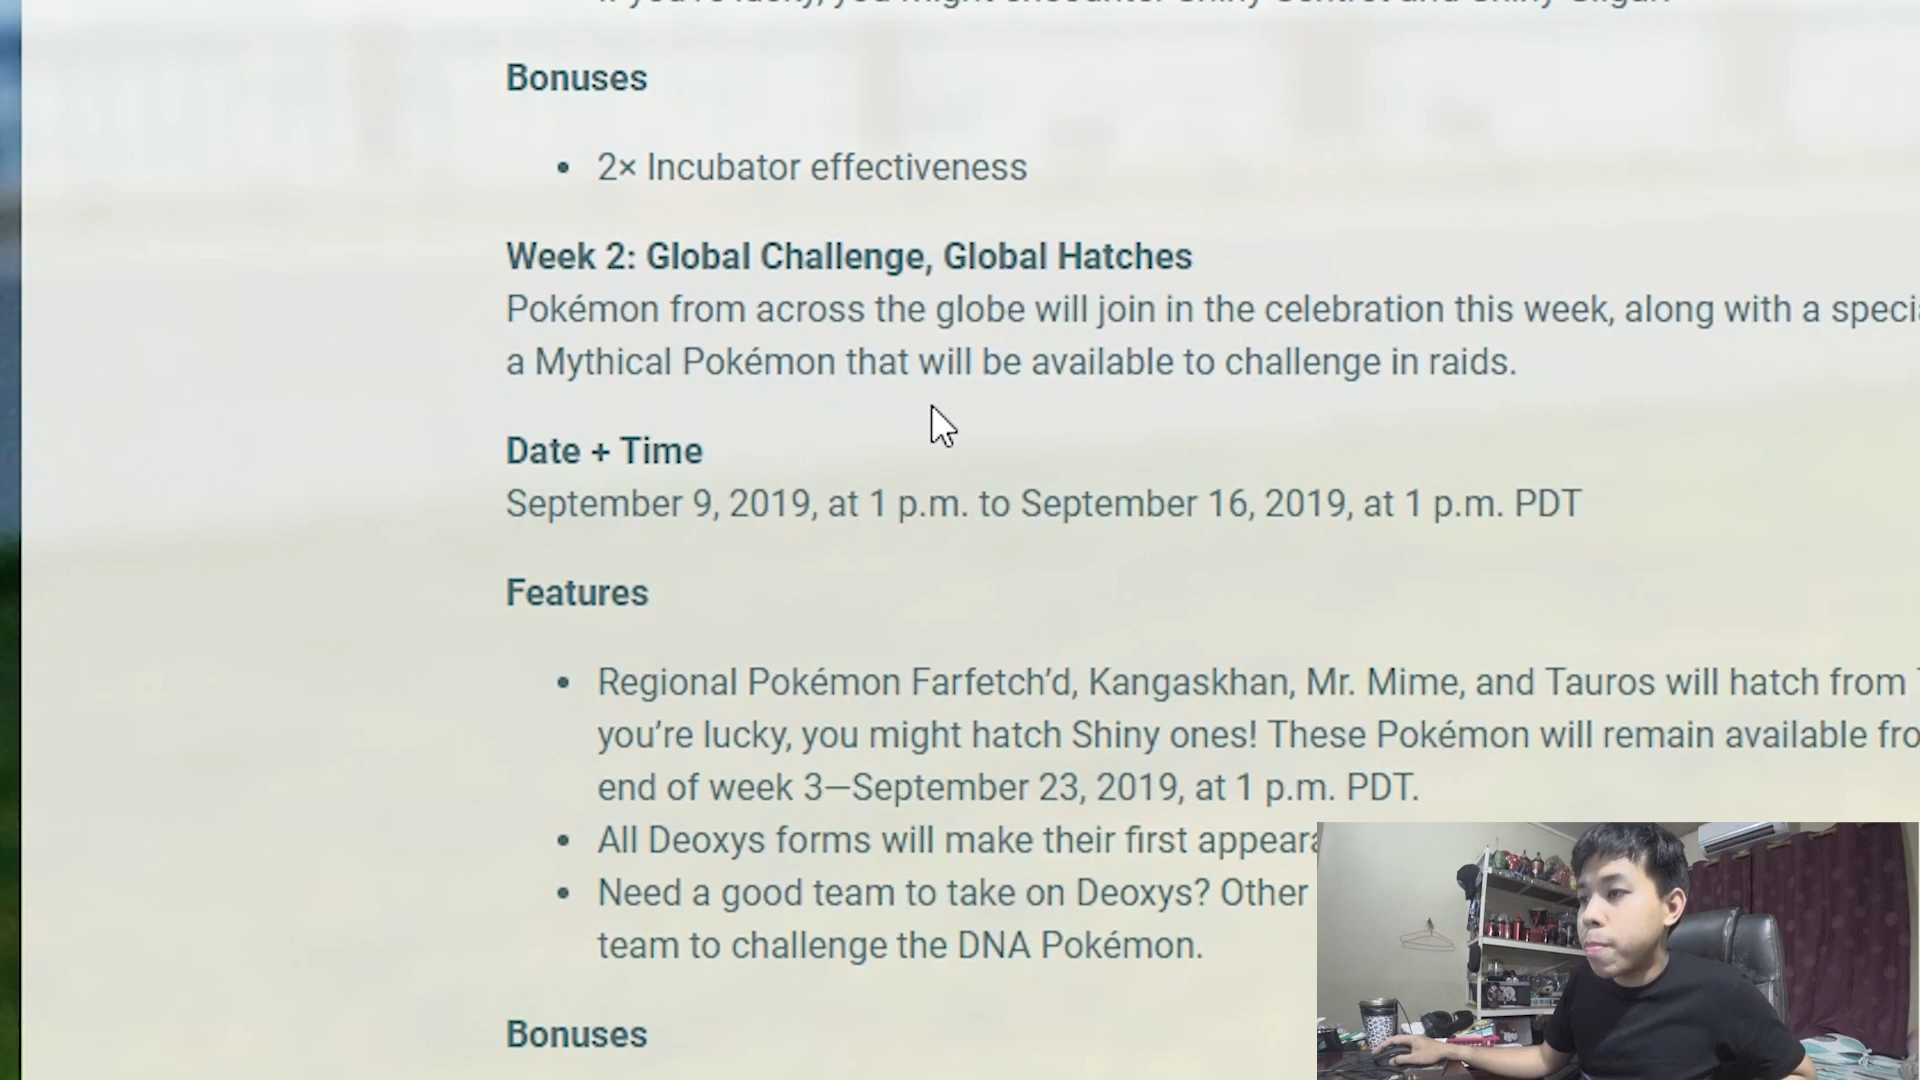 Bonuses
• 2× Incubator effectiveness
Week 2: Global Challenge, Global Hatches
Pokémon from across the globe will join in the celebration this week, along with a
a Mythical Pokémon that will be available to challenge in raids.
Date + Time
September 9, 2019, at 1 p.m. to September 16, 2019, at 1 p.m. PDT
Features
• Regional Pokémon Farfetch’d, Kangaskhan, Mr. Mime, and Tauros will hatch from
you’re lucky, you might hatch Shiny ones! These Pokémon will remain available
end of week 3—September 23, 2019, at 1 p.m. PDT.
• All Deoxys forms will make their first
• Need a good team to take on Deoxys? Other
team to challenge the DNA Pokémon.
Bonuses